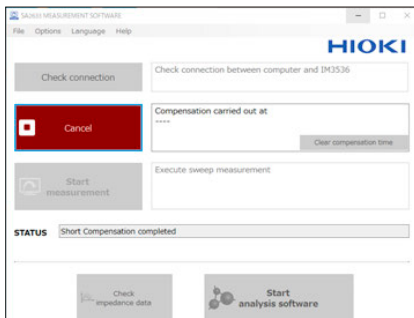 SA2633 MEASUREMENT SOFTWARE
File Options Language Help
HIOKI
Check connection
Check connection between computer and IM3536
Cancel
Compensation carried out at
----
Clear compensation time
Start
measurement
Execute sweep measurement
STATUS Short Compensation completed
Check
impedance data
Start
analysis software